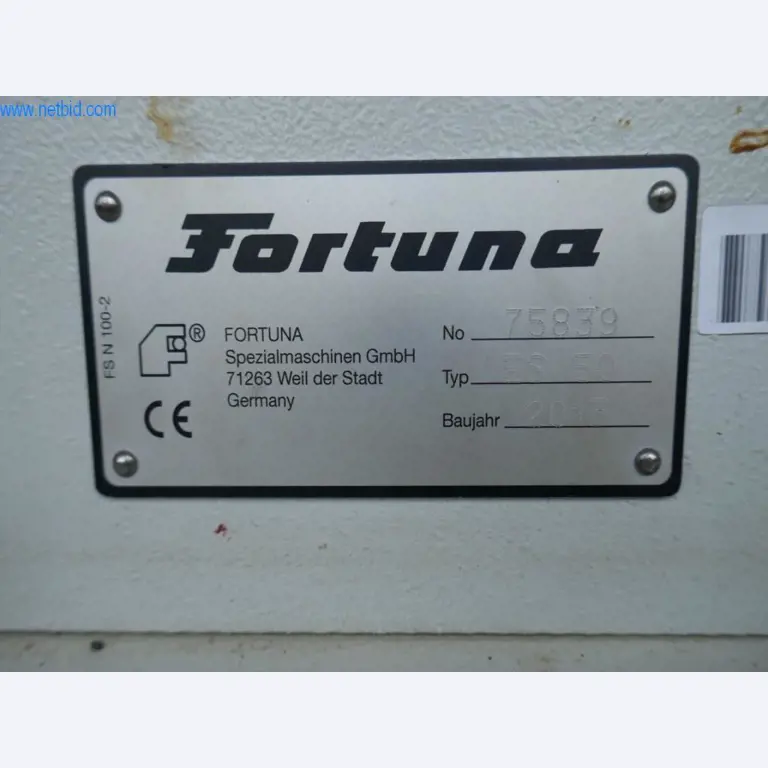 www.netbid.com
Fortuna
FS N 100-2
®
FORTUNA
Spezialmaschinen GmbH
71263 Weil der Stadt
Germany
CE
No 75839
Typ 50
Baujahr